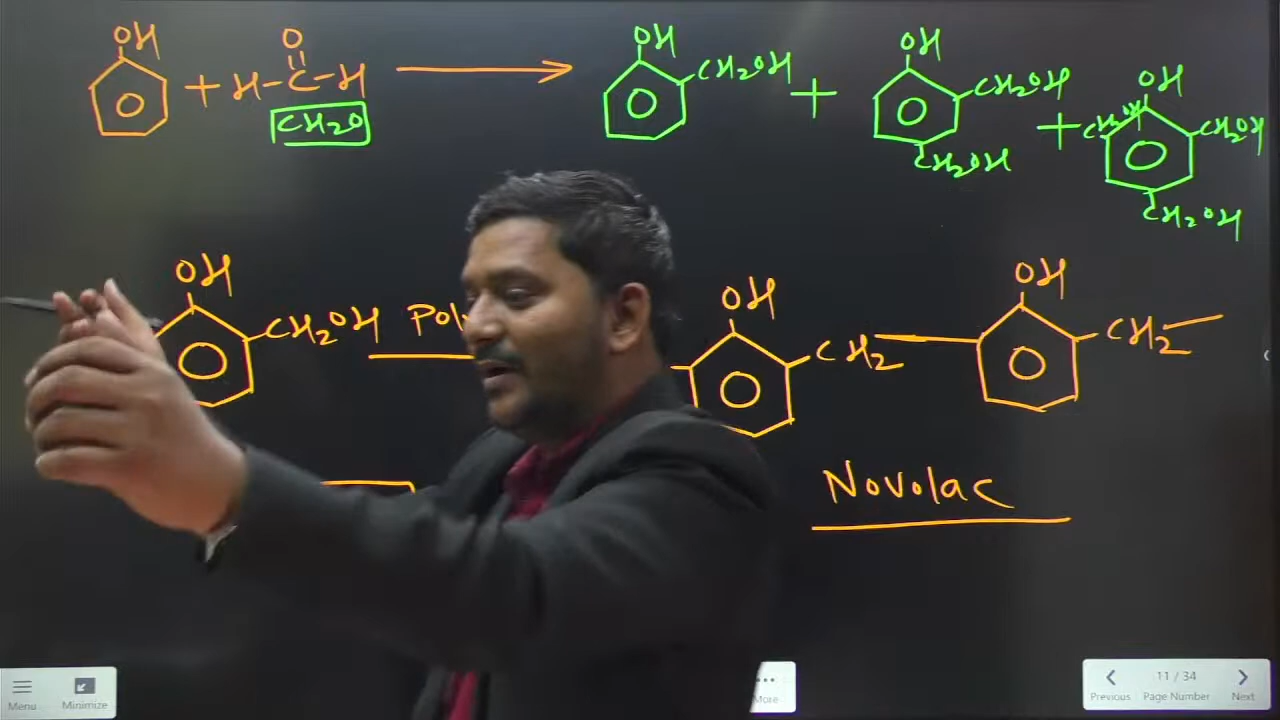 OH + H-C-H O CH2O
OH CH2OH + OH CH2OH CH2OH + OH CH2OH CH2OH CH2OH
OH CH2OH OH CH2 OH CH2
Novolac
Menu Minimize More Previous 11 / 34 Page Number Next